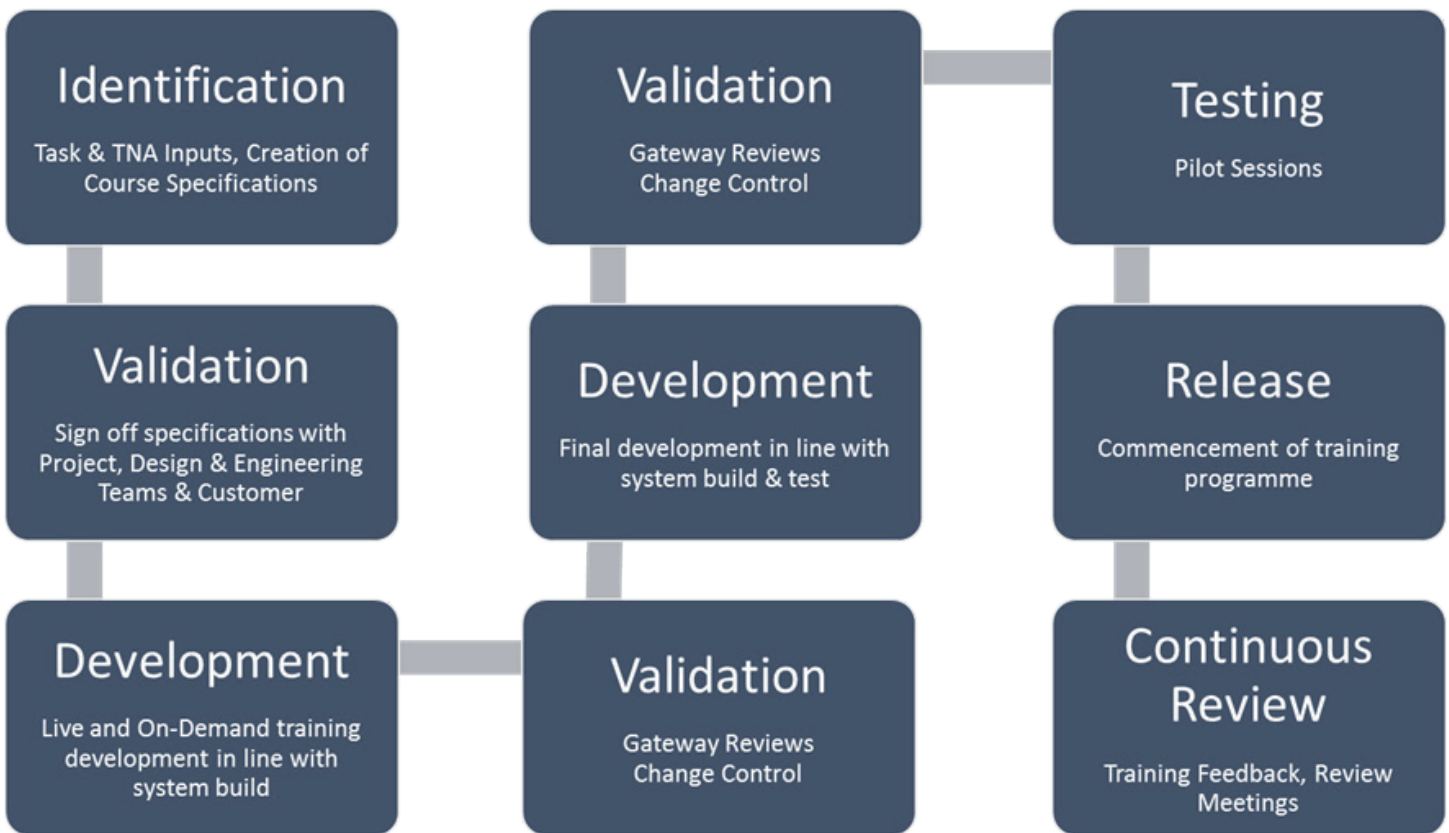 Identification
Task & TNA Inputs, Creation of
Course Specifications
Validation
Sign off specifications with
Project, Design & Engineering
Teams & Customer
Development
Live and On-Demand training
development in line with
system build
Validation
Gateway Reviews
Change Control
Development
Final development in line with
system build & test
Validation
Gateway Reviews
Change Control
Testing
Pilot Sessions
Release
Commencement of training
programme
Continuous
Review
Training Feedback, Review
Meetings